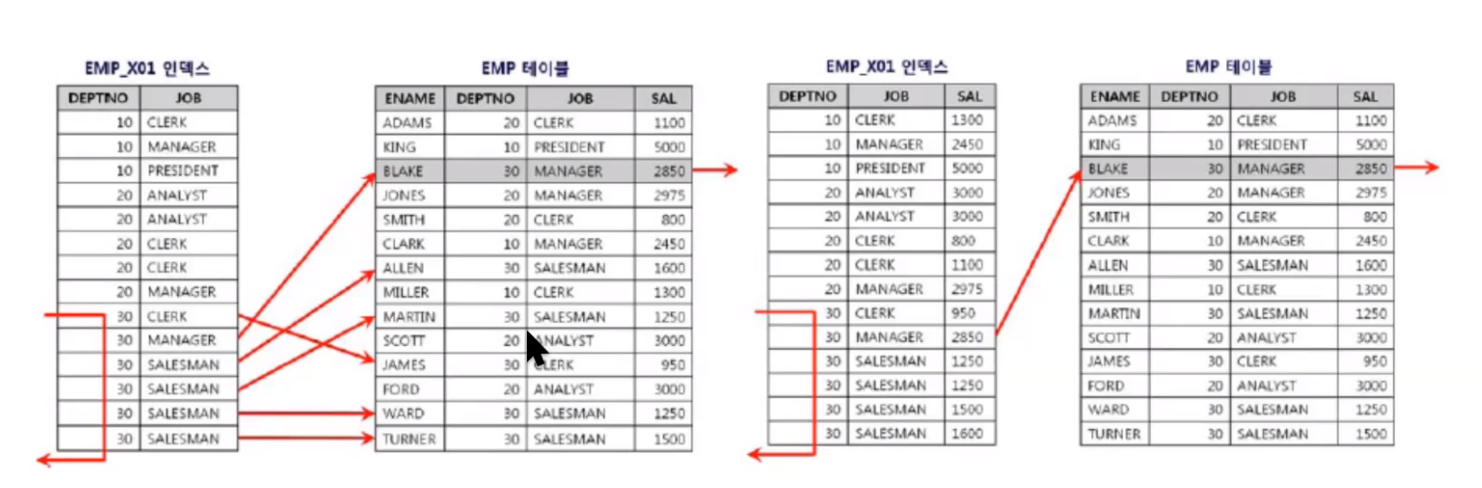 EMP_X01 인덱스
DEPTNO JOB
10 CLERK
10 MANAGER
10 PRESIDENT
20 ANALYST
20 ANALYST
20 CLERK
20 CLERK
20 MANAGER
30 CLERK
30 MANAGER
30 SALESMAN
30 SALESMAN
30 SALESMAN
30 SALESMAN
EMP 테이블
ENAME DEPTNO JOB SAL
ADAMS 20 CLERK 1100
KING 10 PRESIDENT 5000
BLAKE 30 MANAGER 2850
JONES 20 MANAGER 2975
SMITH 20 CLERK 800
CLARK 10 MANAGER 2450
ALLEN 30 SALESMAN 1600
MILLER 10 CLERK 1300
MARTIN 30 SALESMAN 1250
SCOTT 20 ANALYST 3000
JAMES 30 CLERK 950
FORD 20 ANALYST 3000
WARD 30 SALESMAN 1250
TURNER 30 SALESMAN 1500
EMP_X01 인덱스
DEPTNO JOB SAL
10 CLERK 1300
10 MANAGER 2450
10 PRESIDENT 5000
20 ANALYST 3000
20 ANALYST 3000
20 CLERK 800
20 CLERK 1100
20 MANAGER 2975
30 CLERK 950
30 MANAGER 2850
30 SALESMAN 1250
30 SALESMAN 1250
30 SALESMAN 1500
30 SALESMAN 1600
EMP 테이블
ENAME DEPTNO JOB SAL
ADAMS 20 CLERK 1100
KING 10 PRESIDENT 5000
BLAKE 30 MANAGER 2850
JONES 20 MANAGER 2975
SMITH 20 CLERK 800
CLARK 10 MANAGER 2450
ALLEN 30 SALESMAN 1600
MILLER 10 CLERK 1300
MARTIN 30 SALESMAN 1250
SCOTT 20 ANALYST 3000
JAMES 30 CLERK 950
FORD 20 ANALYST 3000
WARD 30 SALESMAN 1250
TURNER 30 SALESMAN 1500